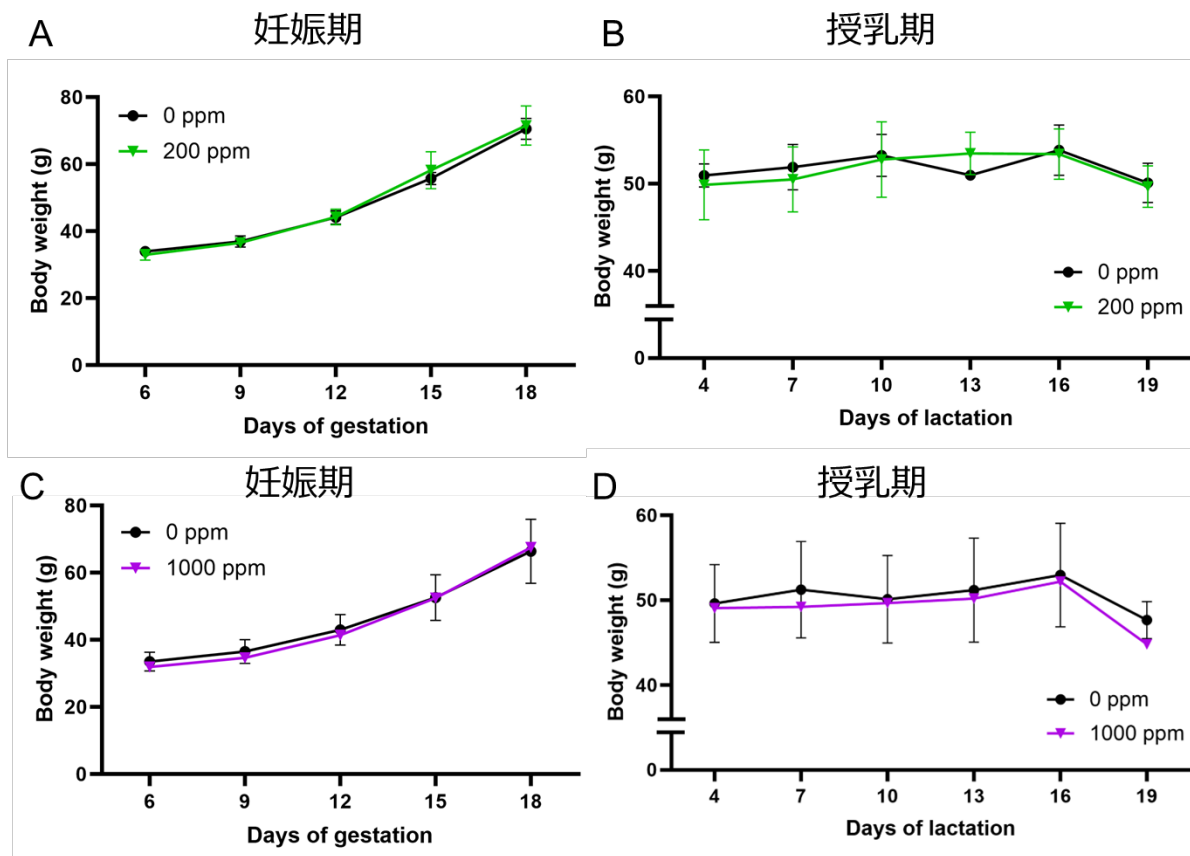 A
妊娠期
Body weight (g)
80
60
40
20
0
0 ppm
200 ppm
6 9 12 15 18
Days of gestation
B
授乳期
Body weight (g)
60
50
40
0
0 ppm
200 ppm
4 7 10 13 16 19
Days of lactation
C
妊娠期
Body weight (g)
80
60
40
20
0
0 ppm
1000 ppm
6 9 12 15 18
Days of gestation
D
授乳期
Body weight (g)
60
50
40
0
0 ppm
1000 ppm
4 7 10 13 16 19
Days of lactation